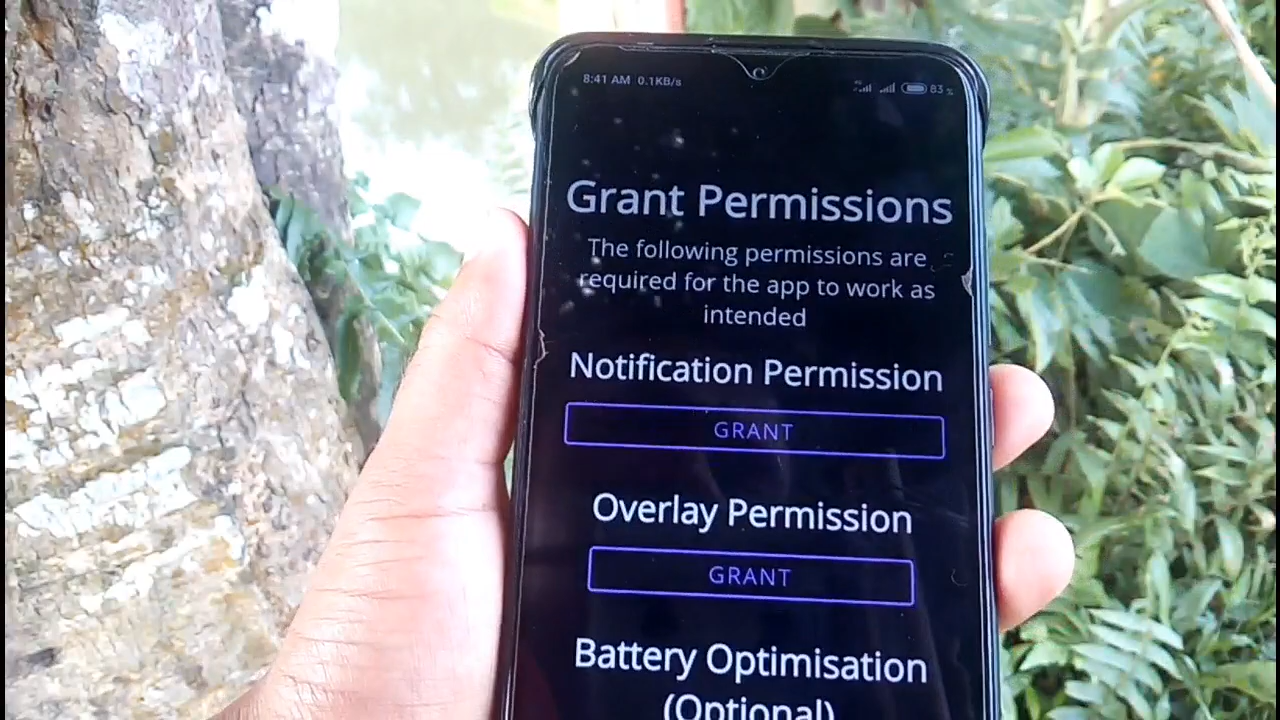 8:41 AM 0.1KB/s 83
Grant Permissions
The following permissions are
required for the app to work as
intended
Notification Permission
GRANT
Overlay Permission
GRANT
Battery Optimisation
(Optional)